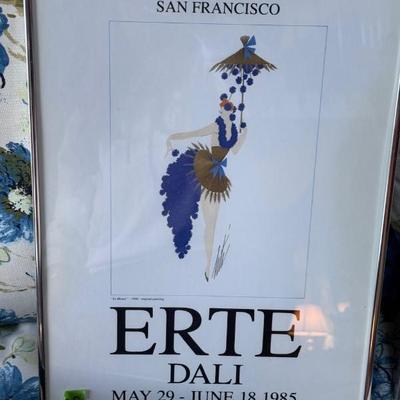 SAN FRANCISCO
ERTE
DALI
MAY 29 - JUNE 18 1985